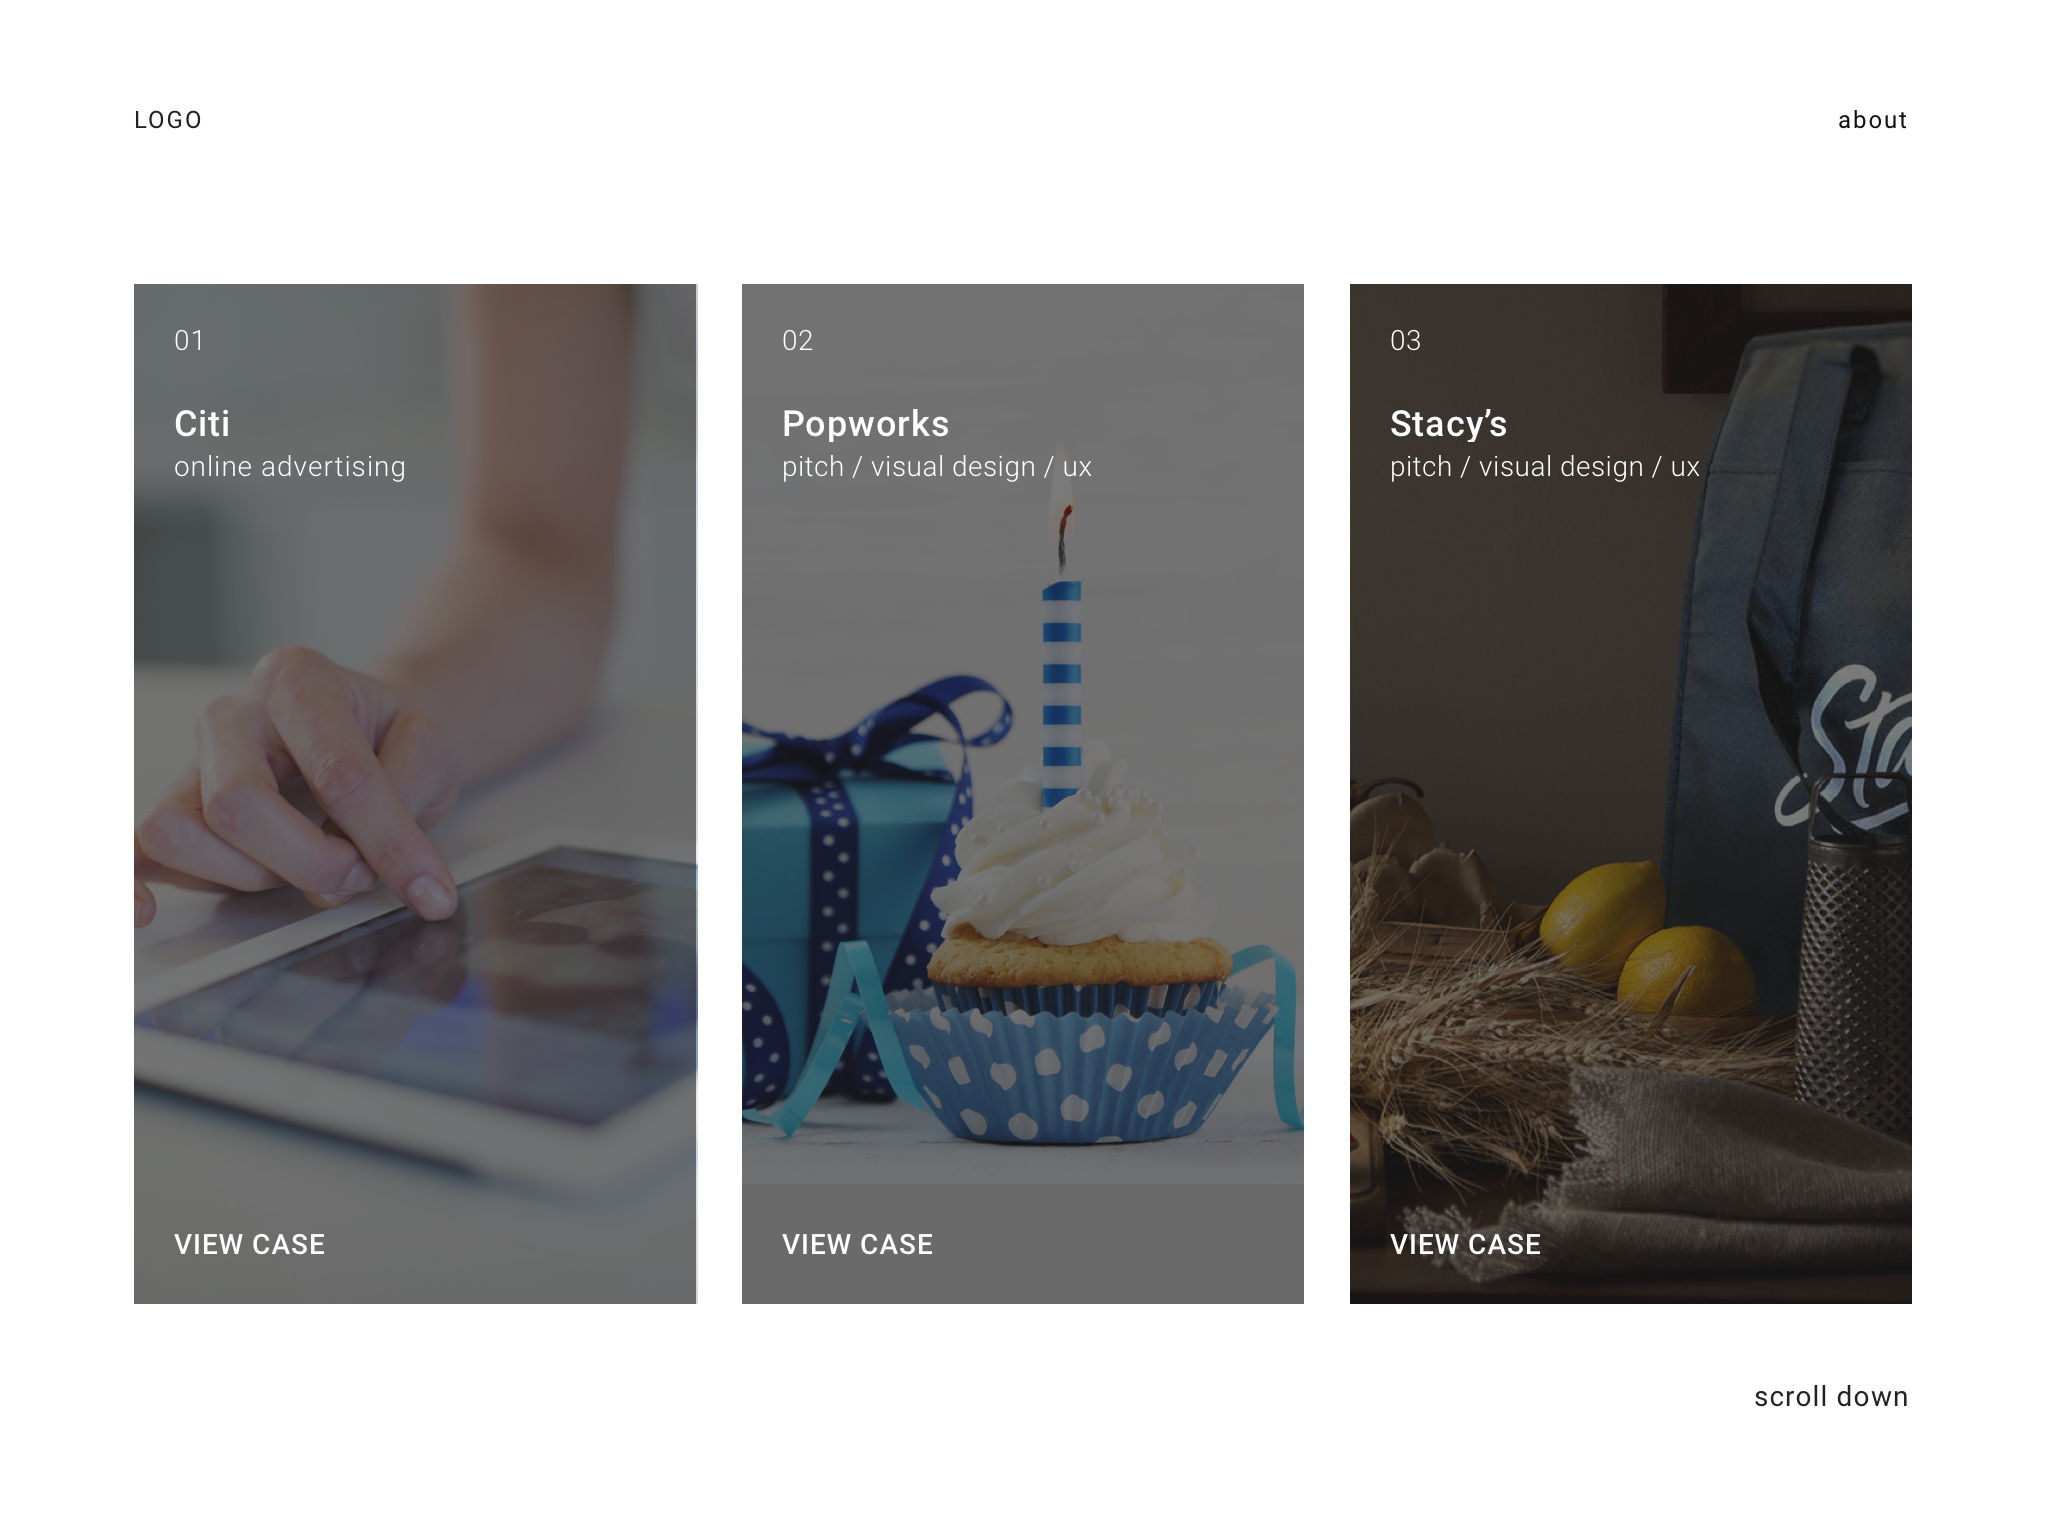 LOGO
about
01
Citi
online advertising
VIEW CASE
02
Popworks
pitch / visual design / ux
VIEW CASE
03
Stacy’s
pitch / visual design / ux
VIEW CASE
scroll down